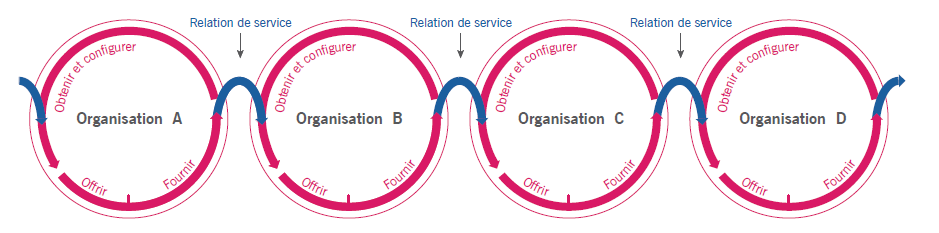 Relation de service
Relation de service
Relation de service
Obtenir et configurer
Organisation A
Offrir
Fournir
Obtenir et configurer
Organisation B
Offrir
Fournir
Obtenir et configurer
Organisation C
Offrir
Fournir
Obtenir et configurer
Organisation D
Offrir
Fournir